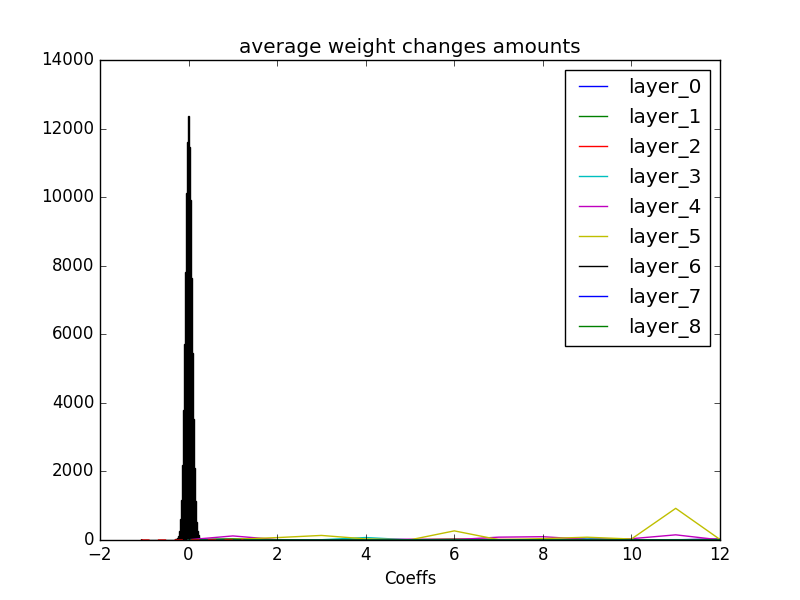 average weight changes amounts
14000
12000
10000
8000
6000
4000
2000
0
−2
0
2
4
6
8
10
12
Coeffs
layer_0
layer_1
layer_2
layer_3
layer_4
layer_5
layer_6
layer_7
layer_8